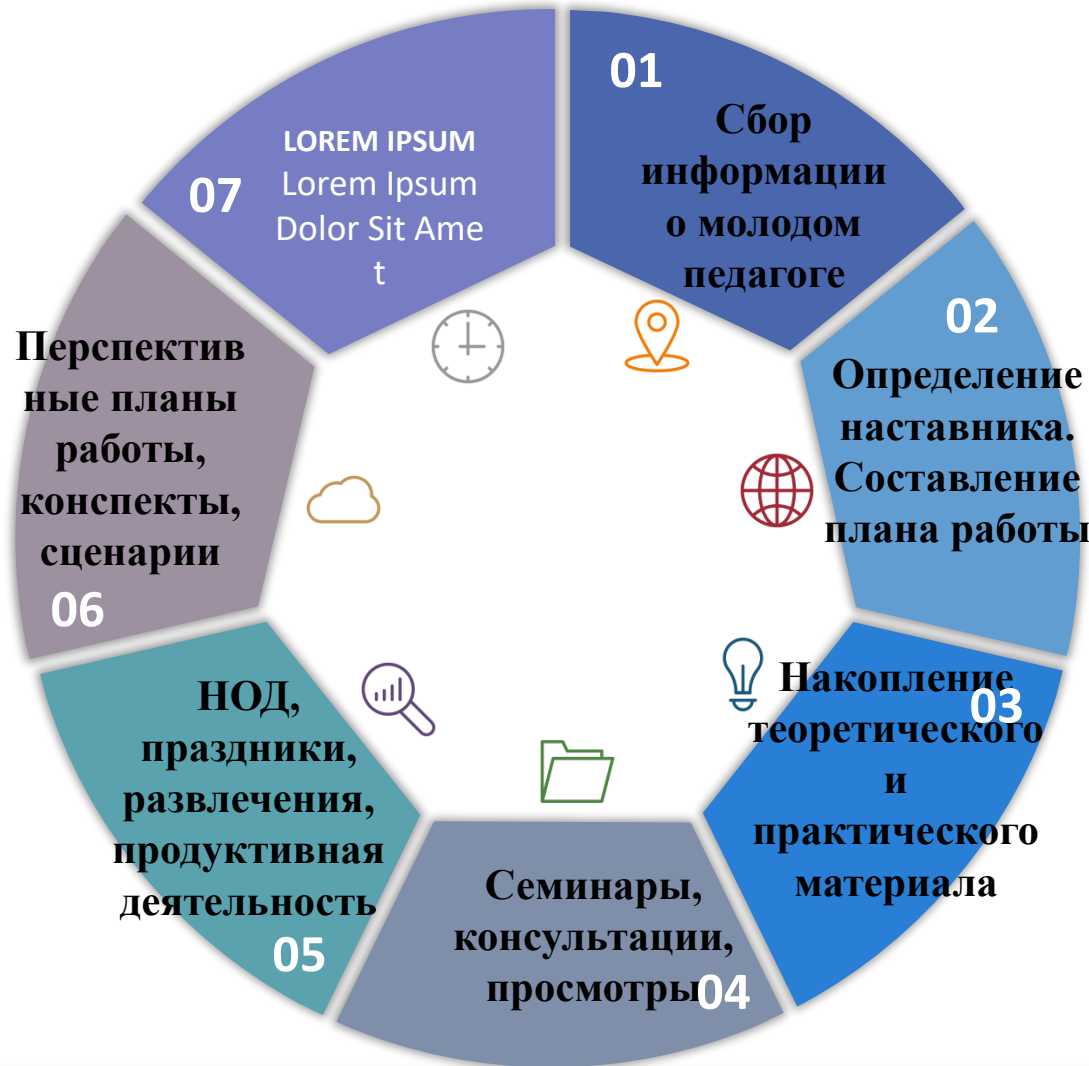 01
Сбор
информации
о молодом
педагоге
02
Определение
наставника.
Составление
плана работы
03
Накопление
теоретического
и
практического
материала
04
Семинары,
консультации,
просмотры
05
НОД,
праздники,
развлечения,
продуктивная
деятельность
06
Перспектив
ные планы
работы,
конспекты,
сценарии
07
LOREM IPSUM
Lorem Ipsum
Dolor Sit Ame
t